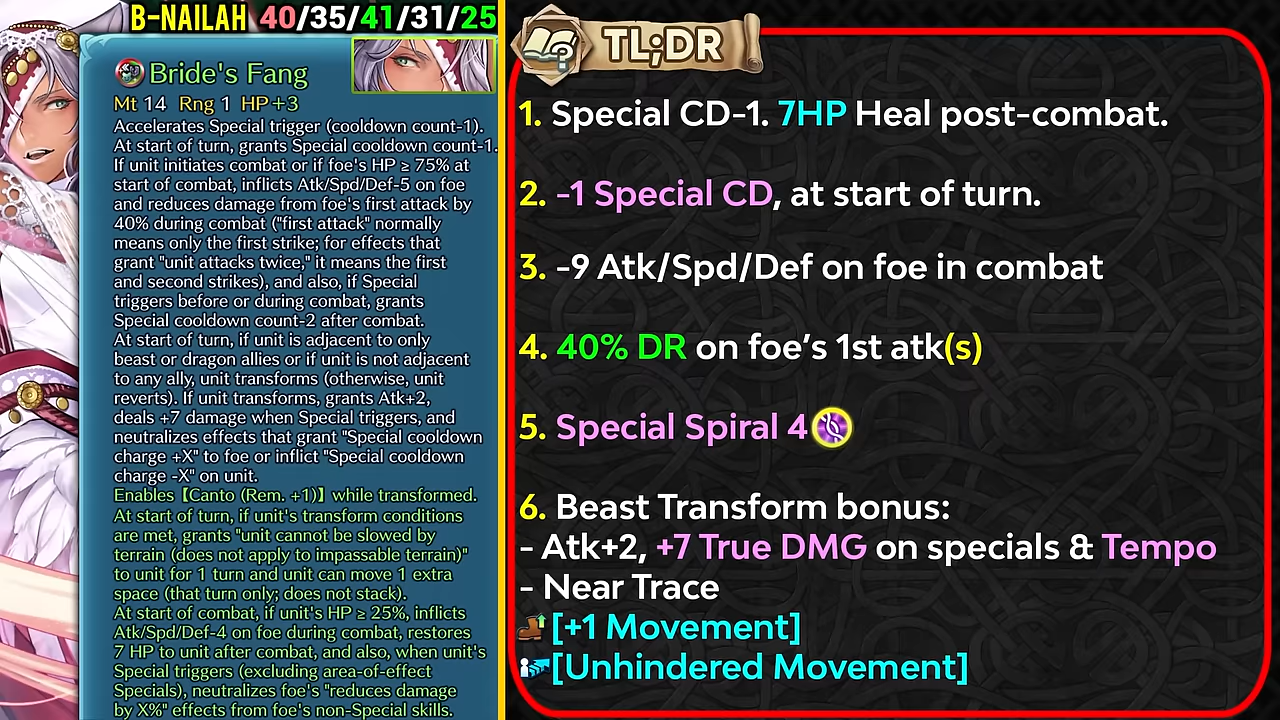 B-NAILAH 40/35/41/31/25
Bride's Fang
Mt 14 Rng 1 HP+3
Accelerates Special trigger (cooldown count-1).
At start of turn, grants Special cooldown count-1.
If unit initiates combat or if foe's HP ≥ 75% at
start of combat, inflicts Atk/Spd/Def-5 on foe
and reduces damage from foe's first attack by
40% during combat ("first attack" normally
means only the first strike; for effects that
grant "unit attacks twice," it means the first
and second strikes), and also, if Special
triggers before or during combat, grants
Special cooldown count-2 after combat.
At start of turn, if unit is adjacent to only
beast or dragon allies or if unit is not adjacent
to any ally, unit transforms (otherwise, unit
reverts). If unit transforms, grants Atk+2,
deals +7 damage when Special triggers, and
neutralizes effects that grant "Special cooldown
charge +X" to foe or inflict "Special cooldown
charge -X" on unit.
Enables【Canto (Rem. +1)】while transformed.
At start of turn, if unit's transform conditions
are met, grants "unit cannot be slowed by
terrain (does not apply to impassable terrain)"
to unit for 1 turn and unit can move 1 extra
space (that turn only; does not stack).
At start of combat, if unit's HP ≥ 25%, inflicts
Atk/Spd/Def-4 on foe during combat, restores
7 HP to unit after combat, and also, when unit's
Special triggers (excluding area-of-effect
Specials), neutralizes foe's "reduces damage
by X%" effects from foe's non-Special skills.
TL;DR
1. Special CD-1. 7HP Heal post-combat.
2. -1 Special CD, at start of turn.
3. -9 Atk/Spd/Def on foe in combat
4. 40% DR on foe's 1st atk(s)
5. Special Spiral 4
6. Beast Transform bonus:
- Atk+2, +7 True DMG on specials & Tempo
- Near Trace
[+1 Movement]
[Unhindered Movement]